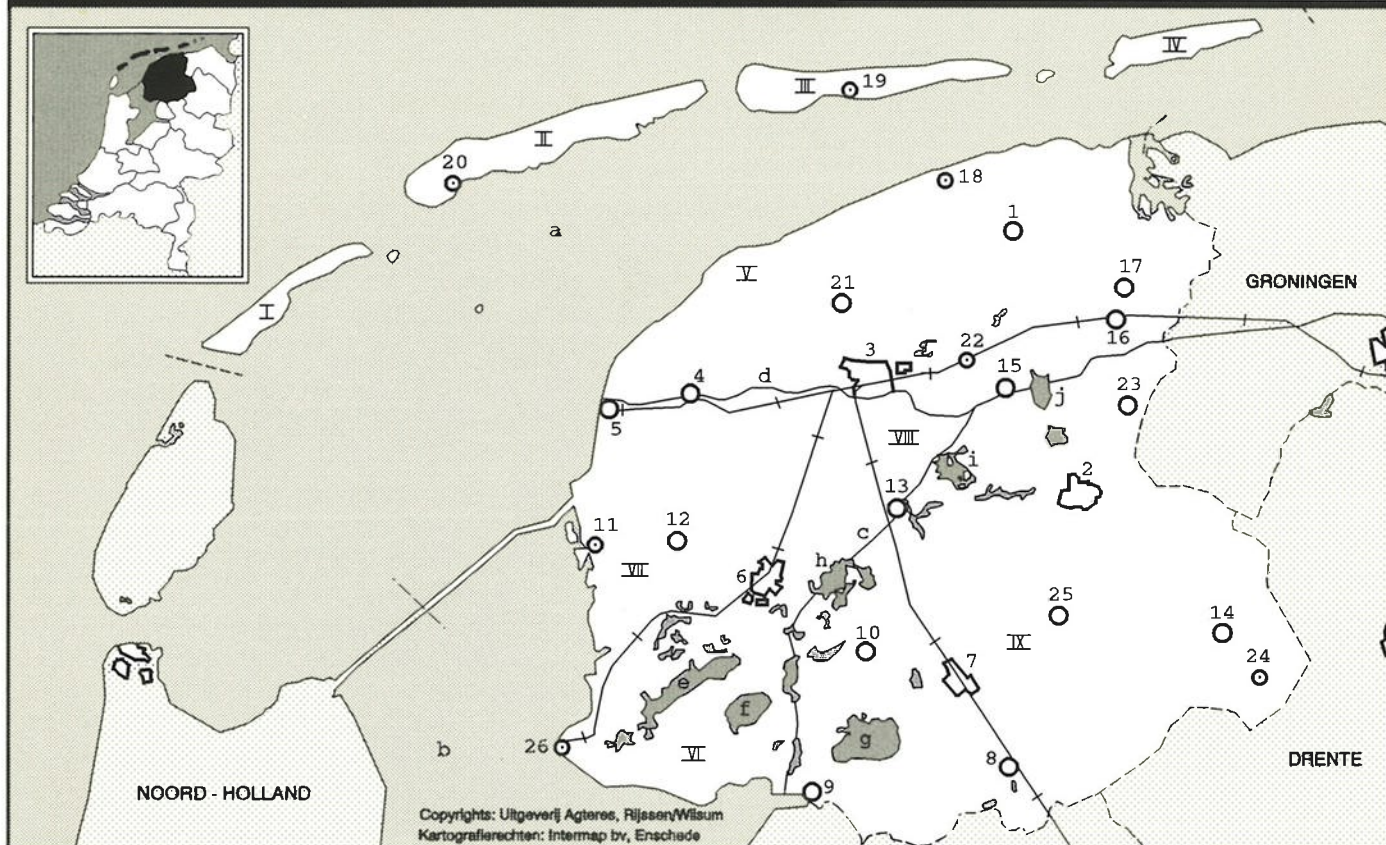 IV
III
19
II
20
18
a
1
V
17
GRONINGEN
I
21
16
3
22
4
d
15
5
j
23
VIII
i
2
13
11
12
c
VII
h
6
25
14
10
IX
7
24
e
f
g
26
b
VI
8
DRENTE
9
NOORD - HOLLAND
Copyrights: Uitgeverij Agteres, Rijssen/Wilsum
Kartografierechten: Intermap bv, Enschede